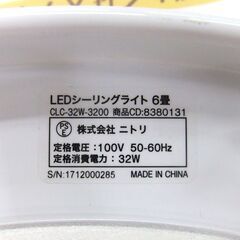 LEDシーリングライト 6畳
CLC-32W-3200 商品CD:8380131
PSE 株式会社 ニトリ
定格電圧：100V 50-60Hz
定格消費電力：32W
S/N:1712000285 MADE IN CHINA